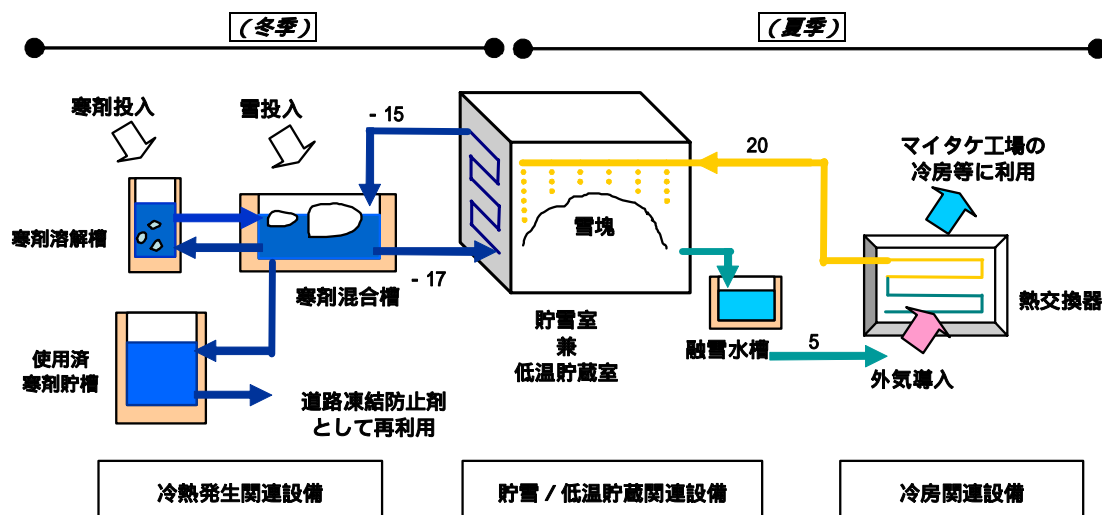 (冬季)
(夏季)
寒剤投入
雪投入
- 15
20
マイタケ工場の
冷房等に利用
寒剤溶解槽
雪塊
- 17
寒剤混合槽
熱交換器
貯雪室
兼
低温貯蔵室
融雪水槽
5
外気導入
使用済
寒剤貯槽
道路凍結防止剤
として再利用
冷熱発生関連設備
貯雪 / 低温貯蔵関連設備
冷房関連設備